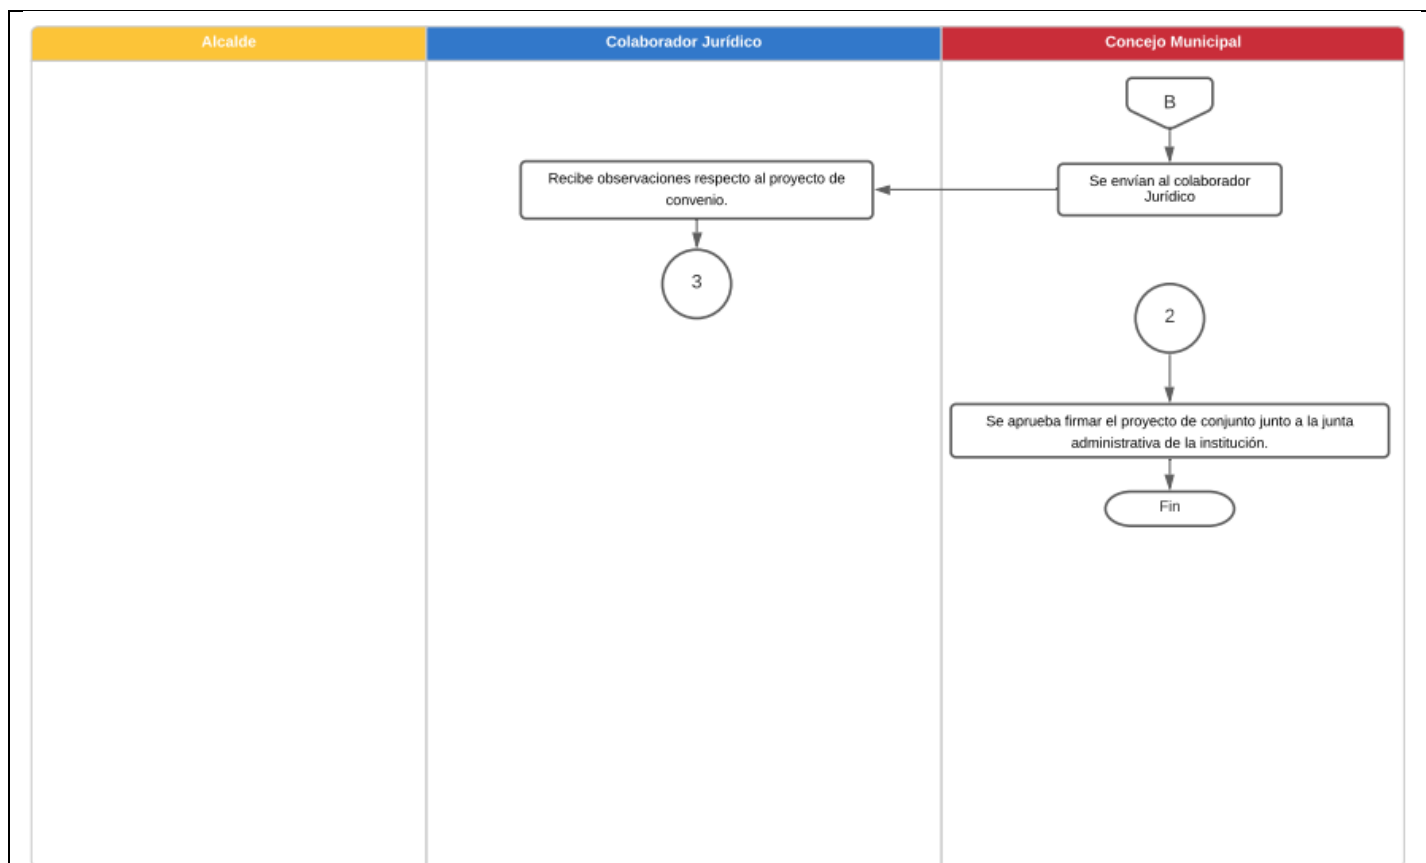 Alcalde
Colaborador Jurídico
Concejo Municipal
B
Se envían al colaborador
Jurídico
Recibe observaciones respecto al proyecto de
convenio.
3
2
Se aprueba firmar el proyecto de conjunto junto a la junta
administrativa de la institución.
Fin